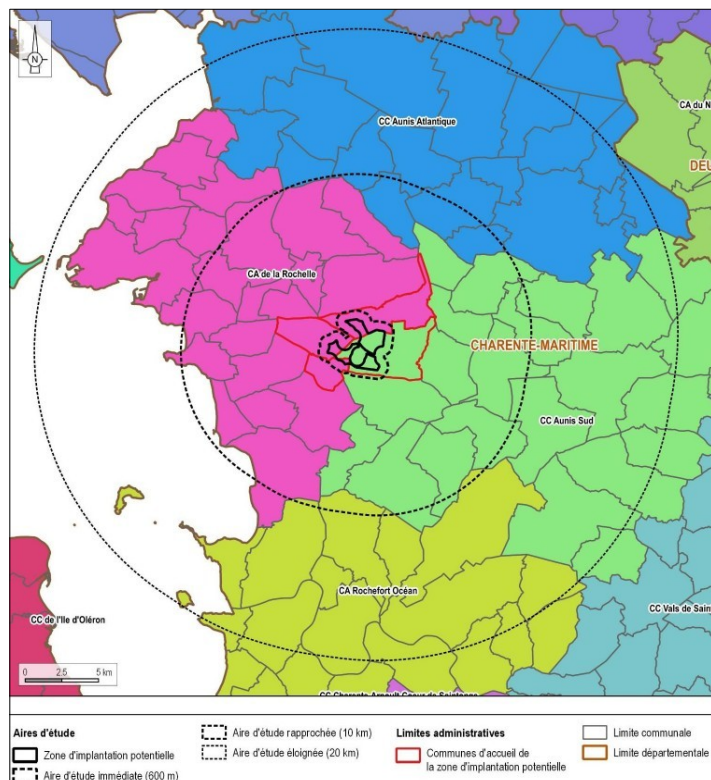 N
CC Aunis Atlantique
CA du N
DEU
CA de la Rochelle
CHARENTE-MARITIME
CC Aunis Sud
CA Rochefort Océan
CC de l'Ile d'Oléron
CC Vals de Sain
0 2.5 5 km
Aires d'étude
Zone d'implantation potentielle
Aire d'étude immédiate (600 m)
Aire d'étude rapprochée (10 km)
Aire d'étude éloignée (20 km)
Limites administratives
Communes d'accueil de
la zone d'implantation potentielle
Limite communale
Limite départementale